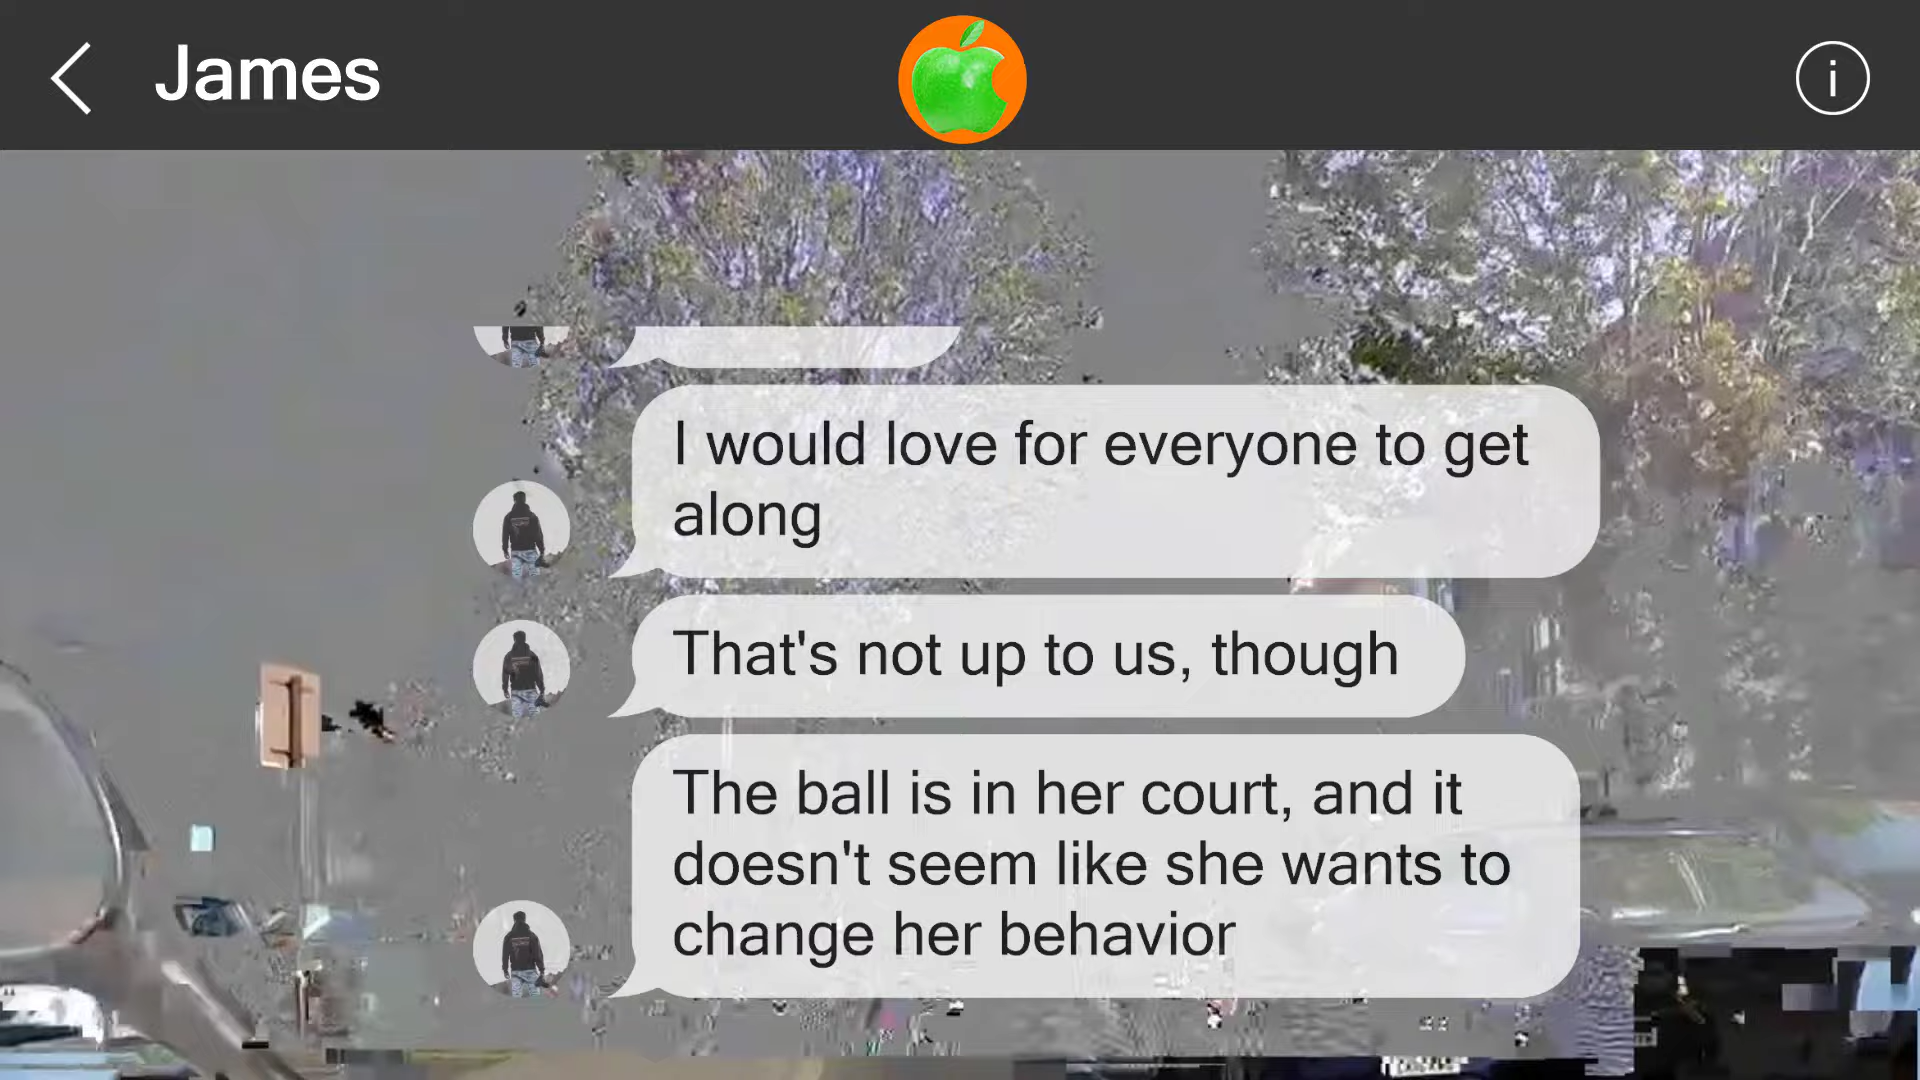 James
I would love for everyone to get
along
That's not up to us, though
The ball is in her court, and it
doesn't seem like she wants to
change her behavior